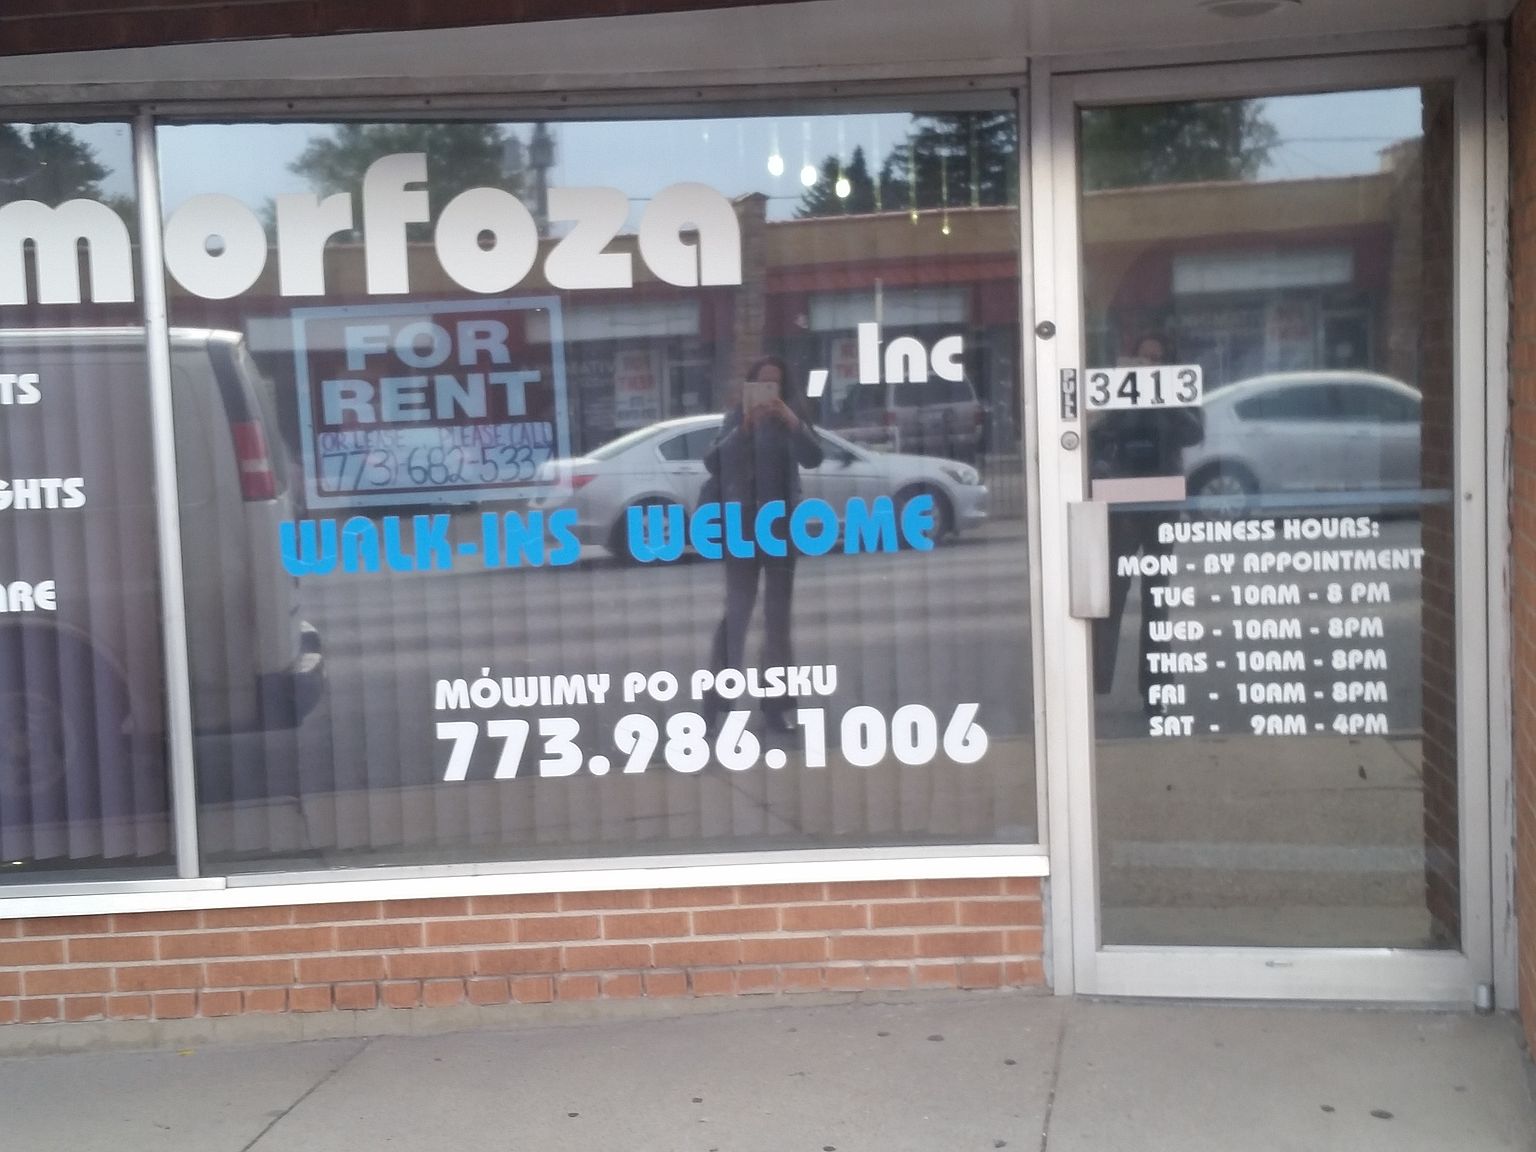 morfoza
, Inc
FOR
RENT
OR LEASE PLEASE CALL
773-682-5337
TS
GHTS
ARE
WALK-INS WELCOME
MÓWIMY PO POLSKU
773.986.1006
PULL
3413
BUSINESS HOURS:
MON - BY APPOINTMENT
TUE - 10AM - 8 PM
WED - 10AM - 8PM
THRS - 10AM - 8PM
FRI - 10AM - 8PM
SAT - 9AM - 4PM